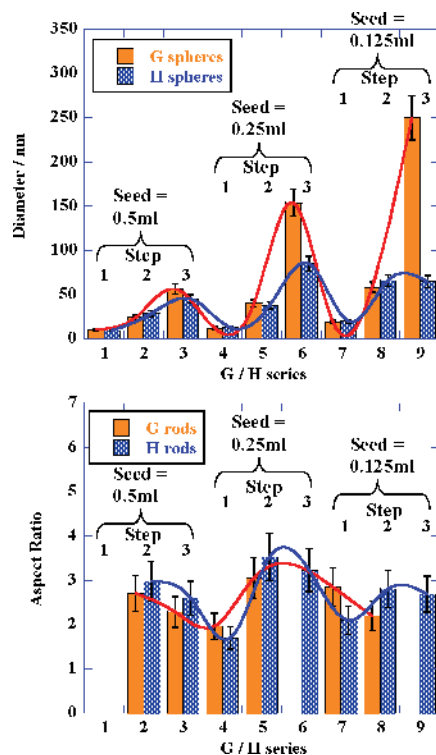 350
300
250
200
150
100
50
0
Diameter / nm
G spheres
H spheres
Seed =
0.5ml
Step
1 2 3
Seed =
0.25ml
Step
1 2 3
Seed =
0.125ml
Step
1 2 3
1 2 3 4 5 6 7 8 9
G / H series
7
6
5
4
3
2
1
0
Aspect Ratio
G rods
H rods
Seed =
0.5ml
Step
1 2 3
Seed =
0.25ml
Step
1 2 3
Seed =
0.125ml
Step
1 2 3
1 2 3 4 5 6 7 8 9
G / H series